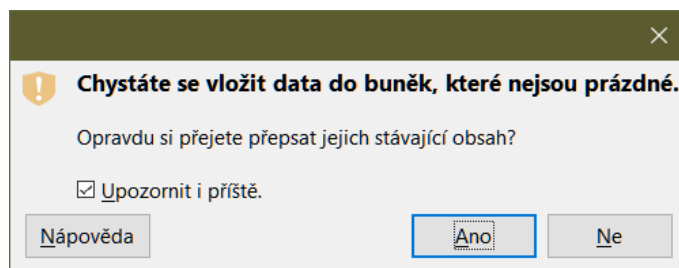 Chystáte se vložit data do buněk, které nejsou prázdné.
Opravdu si přejete přepsat jejich stávající obsah?
Upozornit i příště.
Nápověda Ano Ne